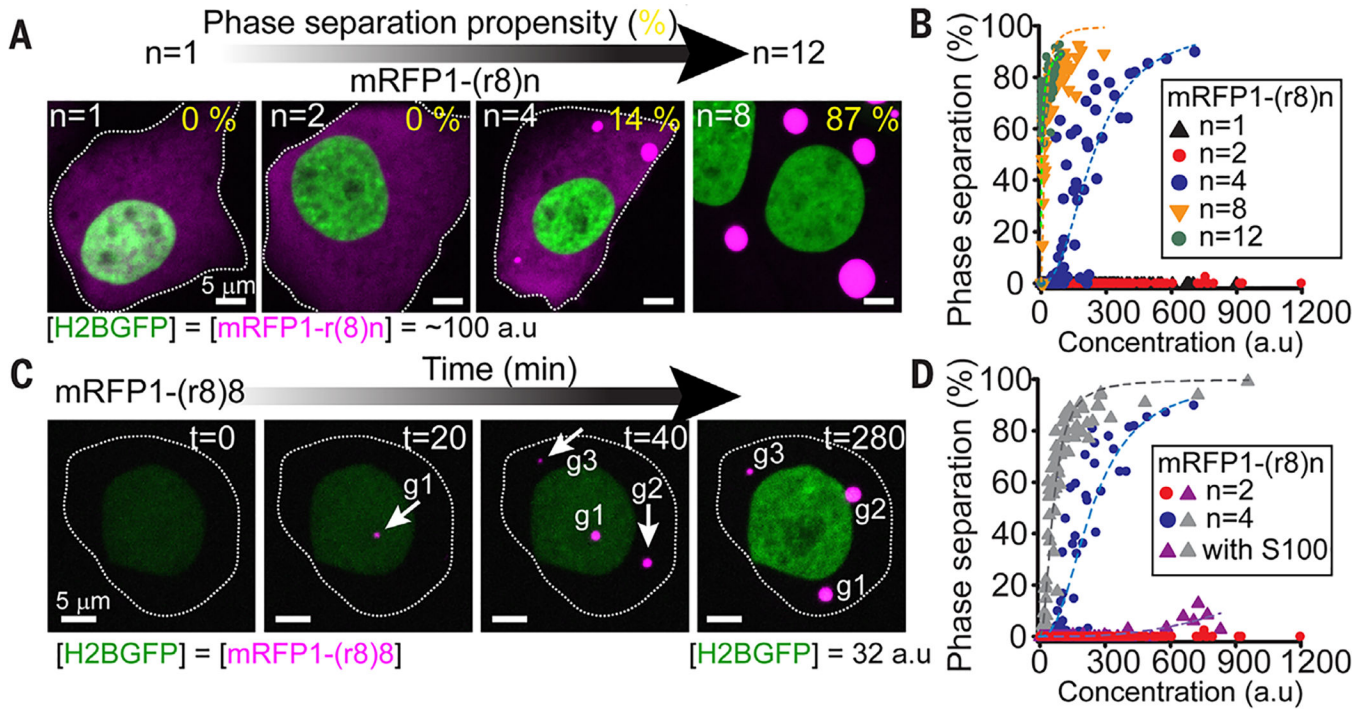 A
Phase separation propensity (%)
n=1
n=12
mRFP1-(r8)n
n=1
0 %
n=2
0 %
n=4
14 %
n=8
87 %
5 μm
[H2BGFP] = [mRFP1-r(8)n] = ~100 a.u
B
Phase separation (%)
100
80
60
40
20
0
mRFP1-(r8)n
n=1
n=2
n=4
n=8
n=12
0 300 600 900 1200
Concentration (a.u)
C
Time (min)
mRFP1-(r8)8
t=0
t=20
g1
t=40
g3
g2
g1
t=280
g3
g2
g1
5 μm
[H2BGFP] = [mRFP1-(r8)8]
[H2BGFP] = 32 a.u
D
Phase separation (%)
100
80
60
40
20
0
mRFP1-(r8)n
n=2
n=4
with S100
0 300 600 900 1200
Concentration (a.u)